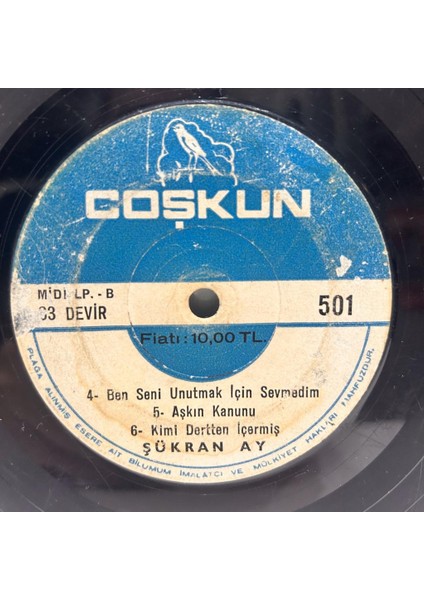 COŞKUN
MİDİ LP. - B
33 DEVİR
501
Fiatı: 10,00 TL.
4- Ben Seni Unutmak İçin Sevmedim
5- Aşkın Kanunu
6- Kimi Dertten İçermiş
ŞÜKRAN AY
PLAĞA ALINMIŞ ESERE AİT BİLUMUM İMALATCI VE MÜLKİYET HAKLARI MAHFUZDUR.